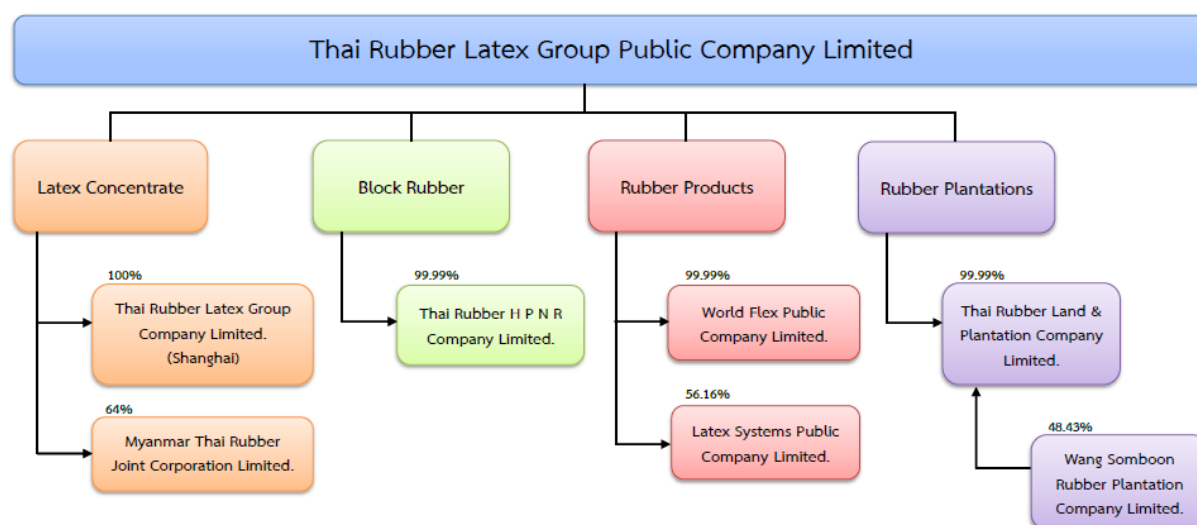 Thai Rubber Latex Group Public Company Limited
Latex Concentrate
Block Rubber
Rubber Products
Rubber Plantations
100%
Thai Rubber Latex Group
Company Limited.
(Shanghai)
64%
Myanmar Thai Rubber
Joint Corporation Limited.
99.99%
Thai Rubber H P N R
Company Limited.
99.99%
World Flex Public
Company Limited.
56.16%
Latex Systems Public
Company Limited.
99.99%
Thai Rubber Land &
Plantation Company
Limited.
48.43%
Wang Somboon
Rubber Plantation
Company Limited.